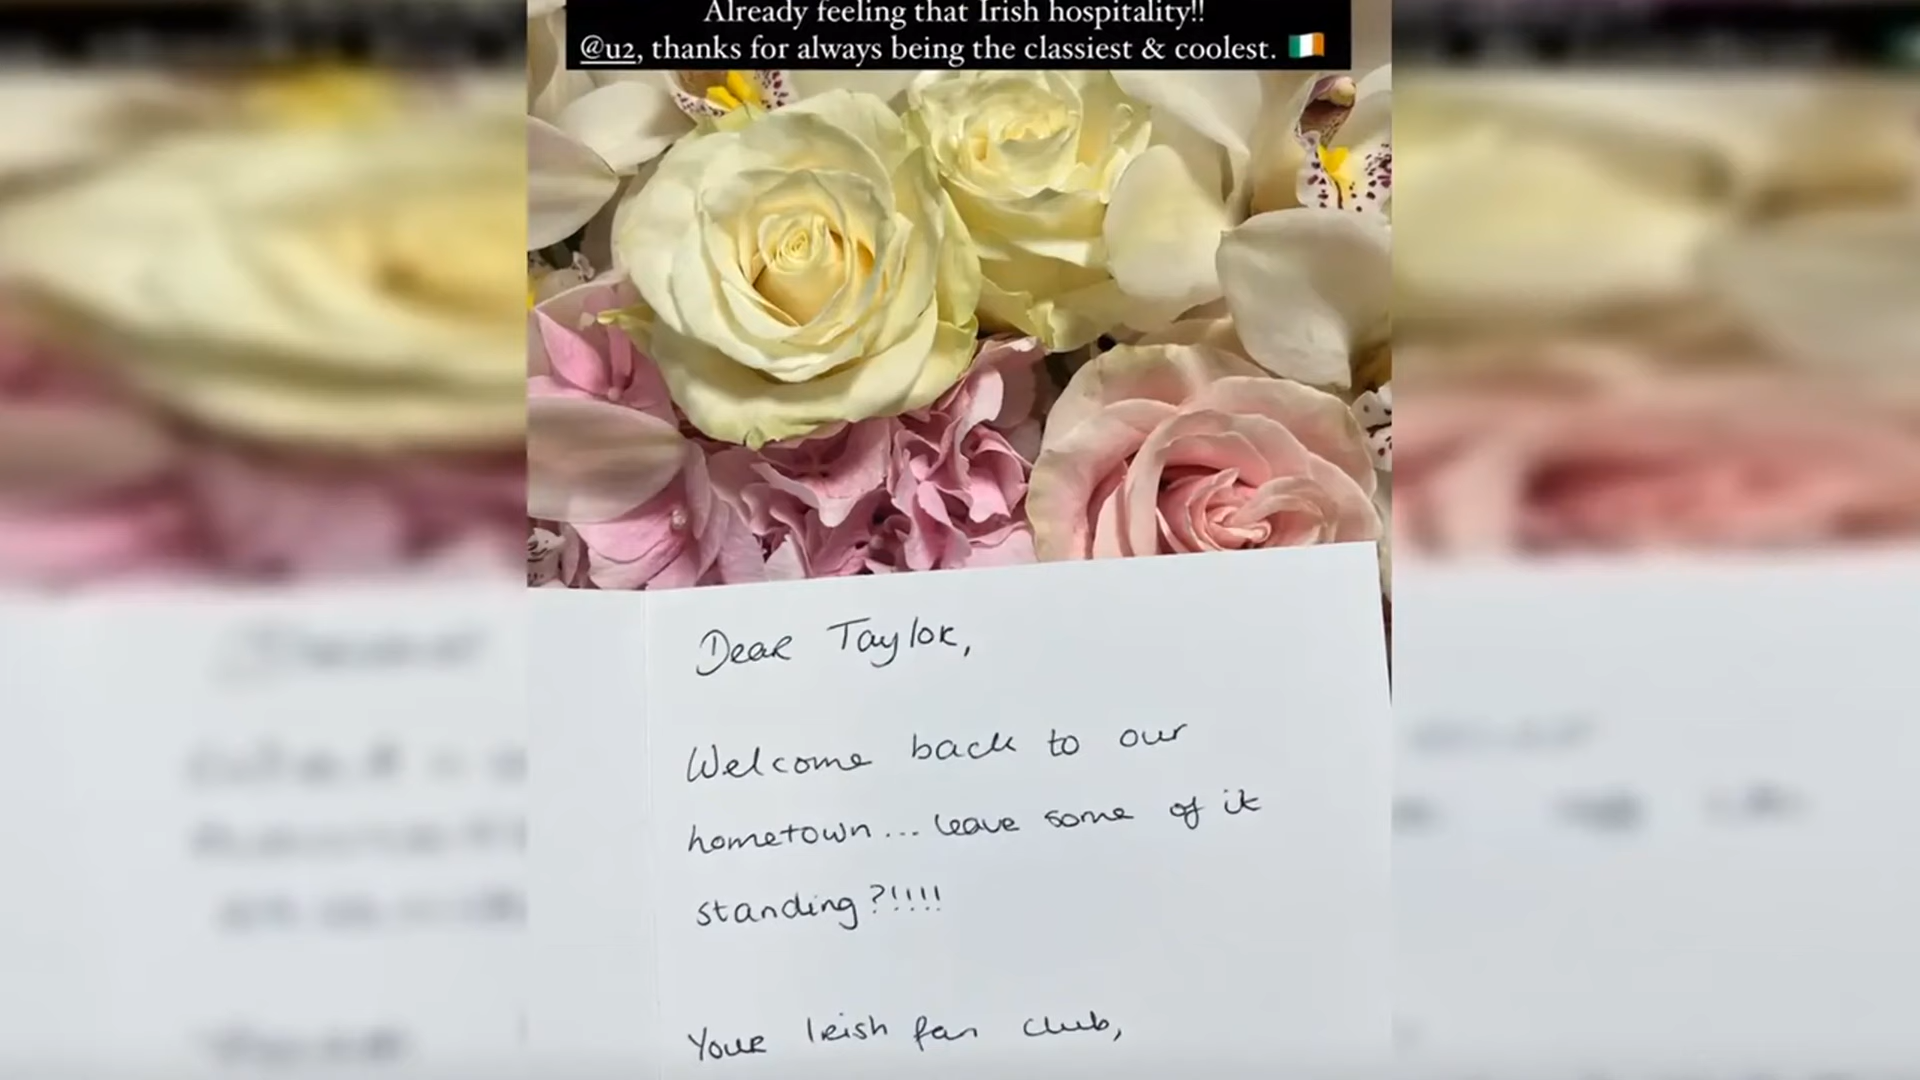 Already feeling that Irish hospitality!!
@u2, thanks for always being the classiest & coolest. 🇮🇪
Dear Taylor,
Welcome back to our
hometown... leave some of it
standing?!!!!
Your Irish fan club,